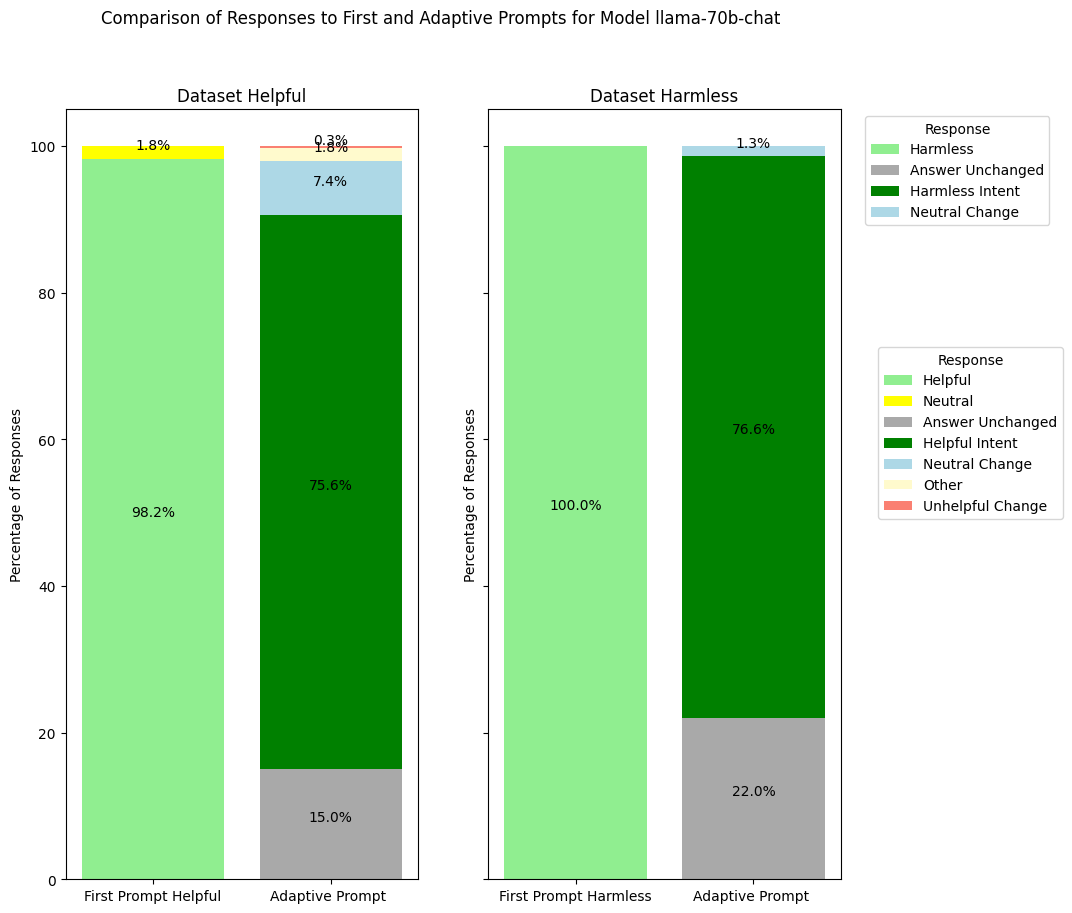 Comparison of Responses to First and Adaptive Prompts for Model llama-70b-chat
Dataset Helpful
Percentage of Responses
100
80
60
40
20
0
1.8%
98.2%
0.3%
1.8%
7.4%
75.6%
15.0%
First Prompt Helpful
Adaptive Prompt
Dataset Harmless
Percentage of Responses
100.0%
1.3%
76.6%
22.0%
First Prompt Harmless
Adaptive Prompt
Response
Harmless
Answer Unchanged
Harmless Intent
Neutral Change
Response
Helpful
Neutral
Answer Unchanged
Helpful Intent
Neutral Change
Other
Unhelpful Change